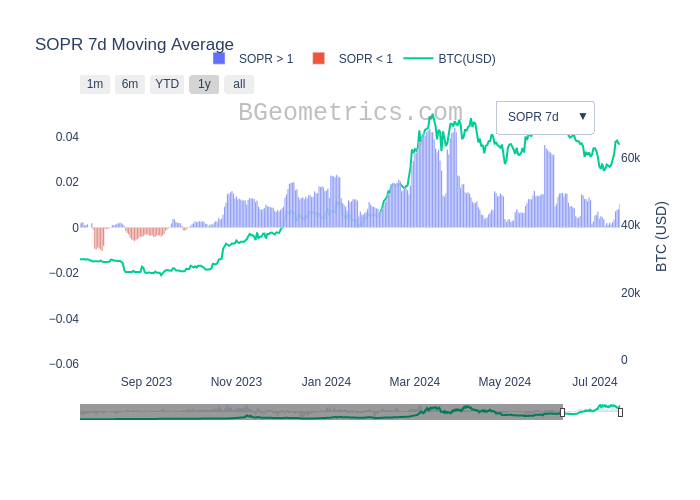 SOPR 7d Moving Average
SOPR > 1
SOPR < 1
BTC(USD)
1m
6m
YTD
1y
all
BGeometrics.com
SOPR 7d ▼
0.04
0.02
0
−0.02
−0.04
−0.06
60k
40k
20k
0
BTC (USD)
Sep 2023
Nov 2023
Jan 2024
Mar 2024
May 2024
Jul 2024